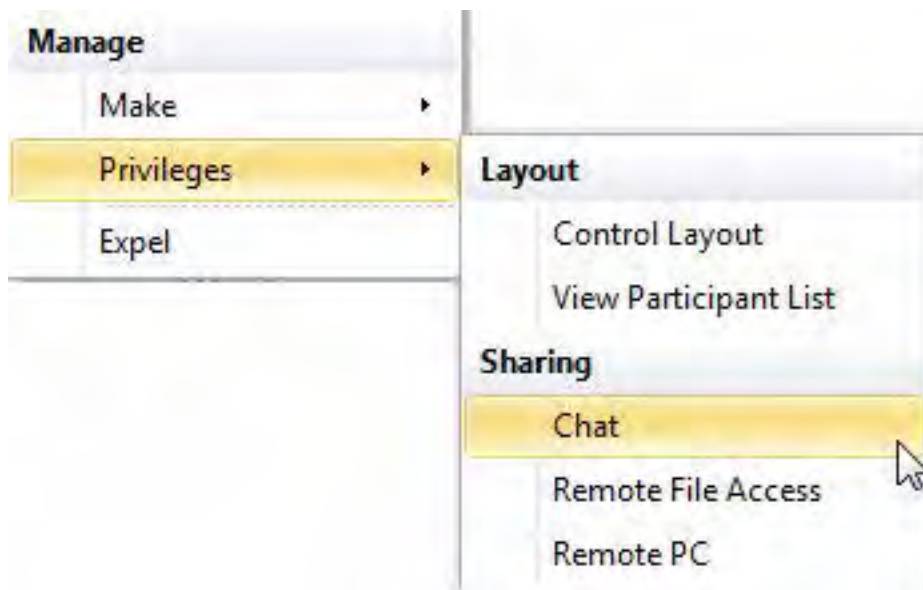 Manage
Make
Privileges
Expel
Layout
Control Layout
View Participant List
Sharing
Chat
Remote File Access
Remote PC